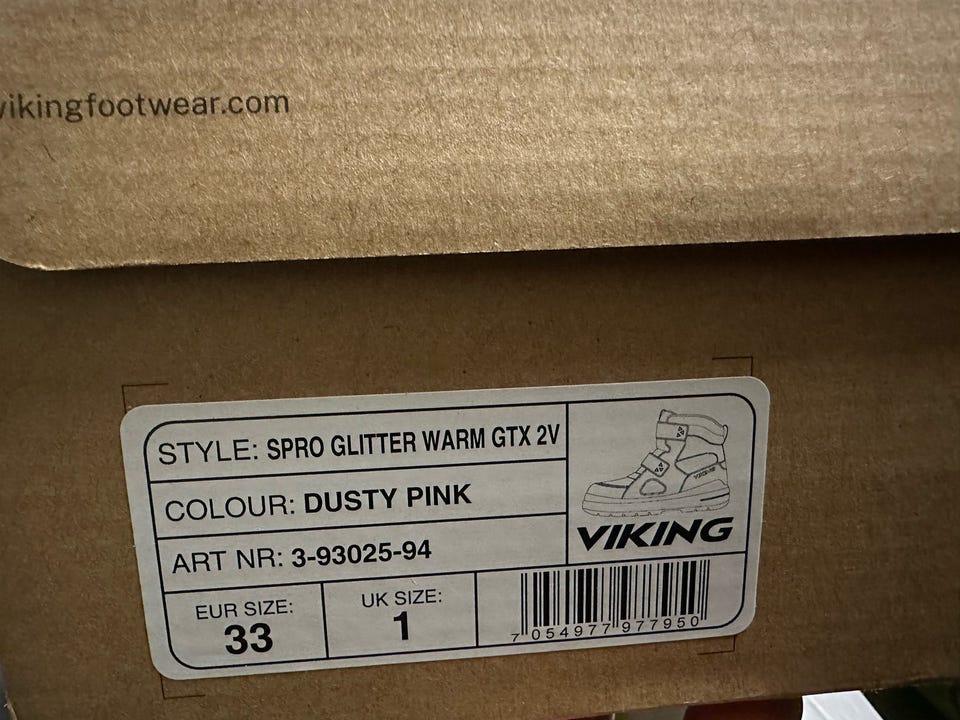 vikingfootwear.com
STYLE: SPRO GLITTER WARM GTX 2V
COLOUR: DUSTY PINK
ART NR: 3-93025-94
VIKING
EUR SIZE:
33
UK SIZE:
1
7 054977 977950